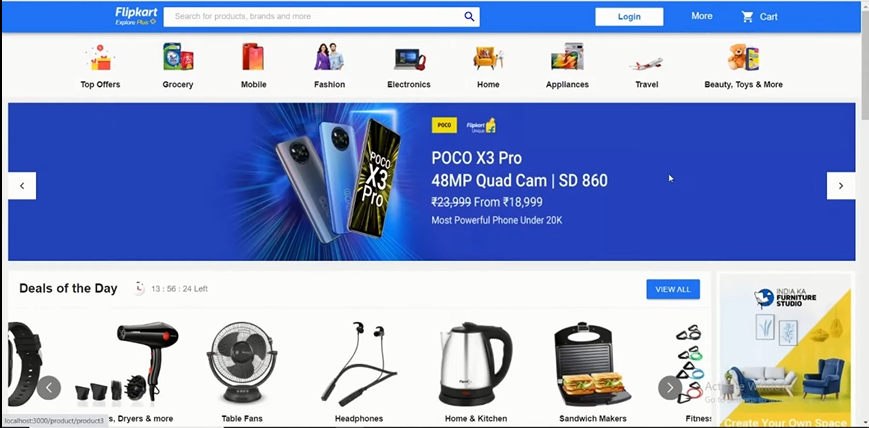 Flipkart
Explore Plus
Search for products, brands and more
Login
More
Cart
Top Offers
Grocery
Mobile
Fashion
Electronics
Home
Appliances
Travel
Beauty, Toys & More
POCO
Flipkart
Unique
POCO X3 Pro
48MP Quad Cam | SD 860
₹23,999 From ₹18,999
Most Powerful Phone Under 20K
POCO
X3
Pro
Deals of the Day
13 : 56 : 24 Left
VIEW ALL
INDIA KA
FURNITURE
STUDIO
s, Dryers & more
Table Fans
Headphones
Home & Kitchen
Sandwich Makers
Fitness
Create Your Own Space
localhost:3000/product/product3